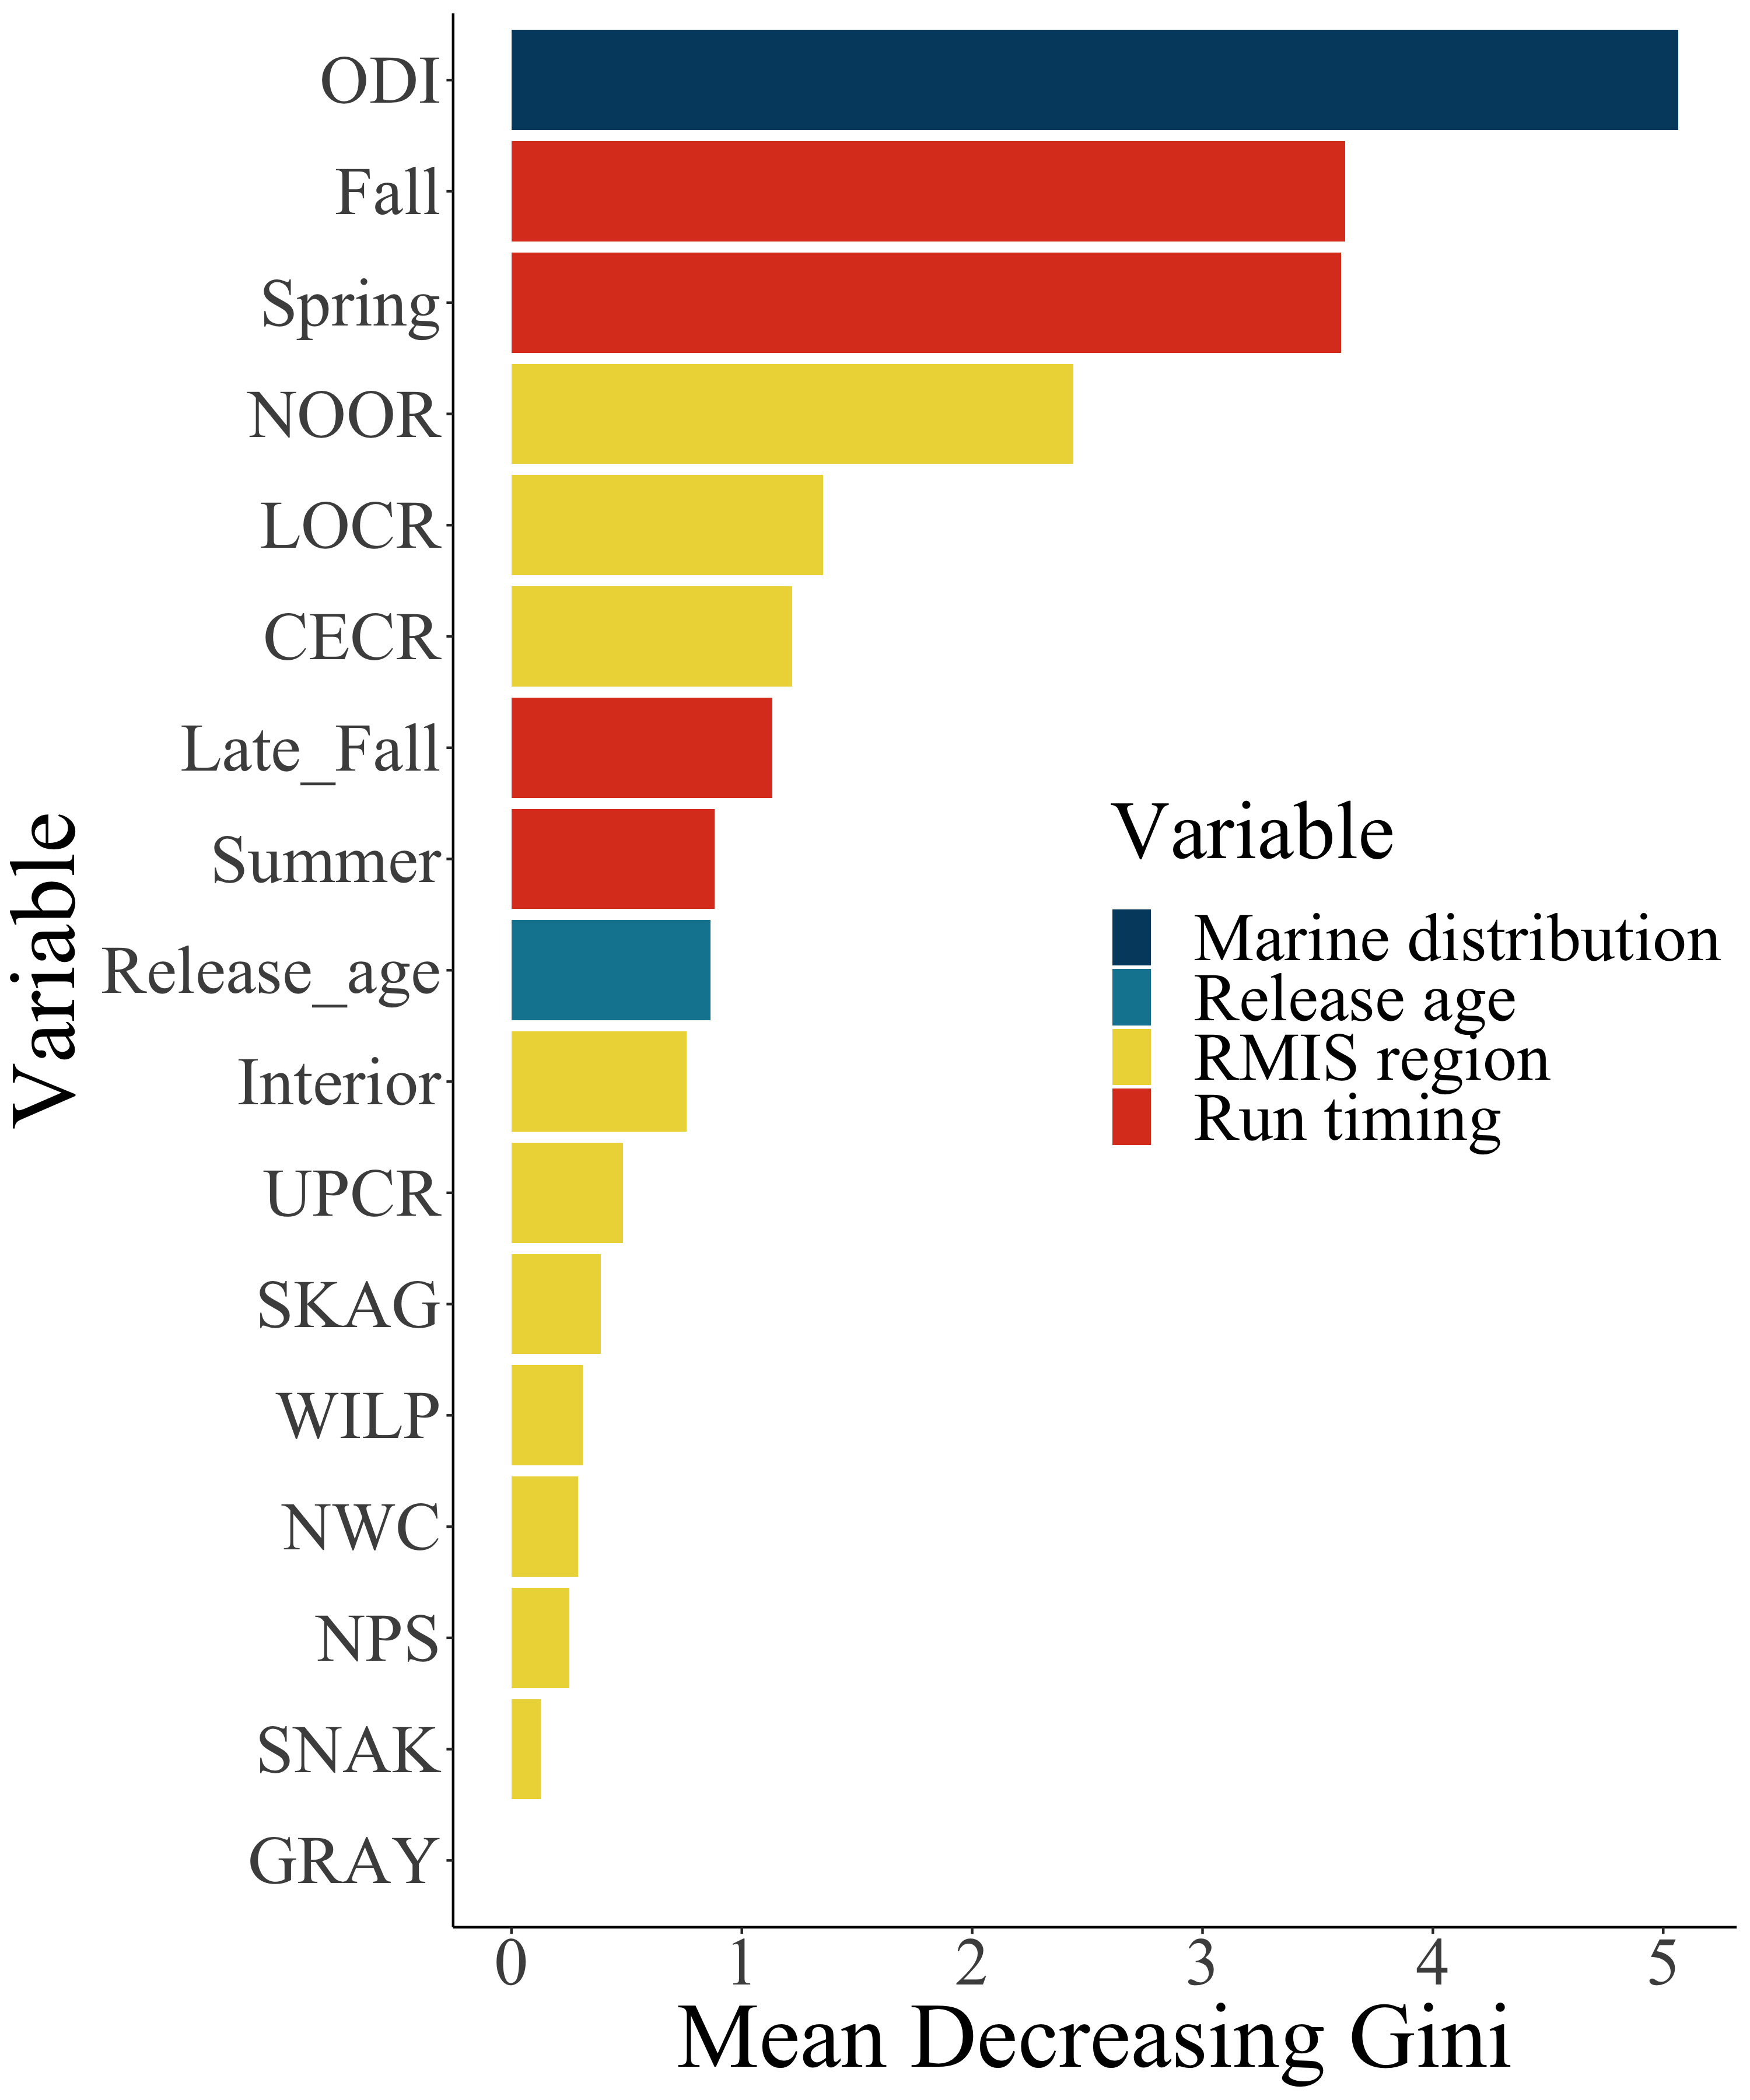 ODI
Fall
Spring
NOOR
LOCR
CECR
Late_Fall
Summer
Release_age
Interior
UPCR
SKAG
WILP
NWC
NPS
SNAK
GRAY
Variable
Variable
Marine distribution
Release age
RMIS region
Run timing
0 1 2 3 4 5
Mean Decreasing Gini